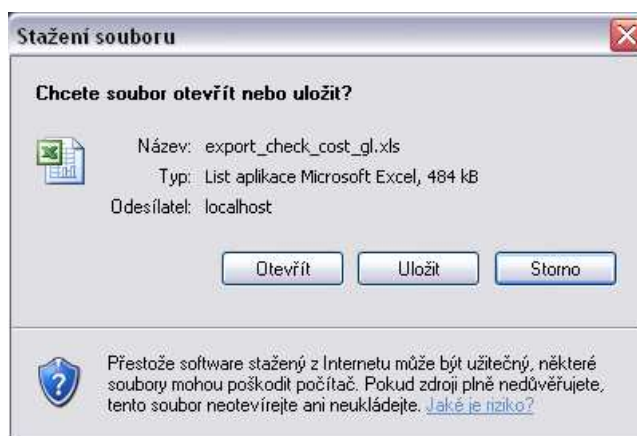 Stažení souboru
Chcete soubor otevřít nebo uložit?
Název: export_check_cost_gl.xls
Typ: List aplikace Microsoft Excel, 484 kB
Odesílatel: localhost
Otevřít Uložit Storno
Přestože software stažený z Internetu může být užitečný, některé
soubory mohou poškodit počítač. Pokud zdroji plně nedůvěřujete,
tento soubor neotevírejte ani neukládejte. Jaké je riziko?